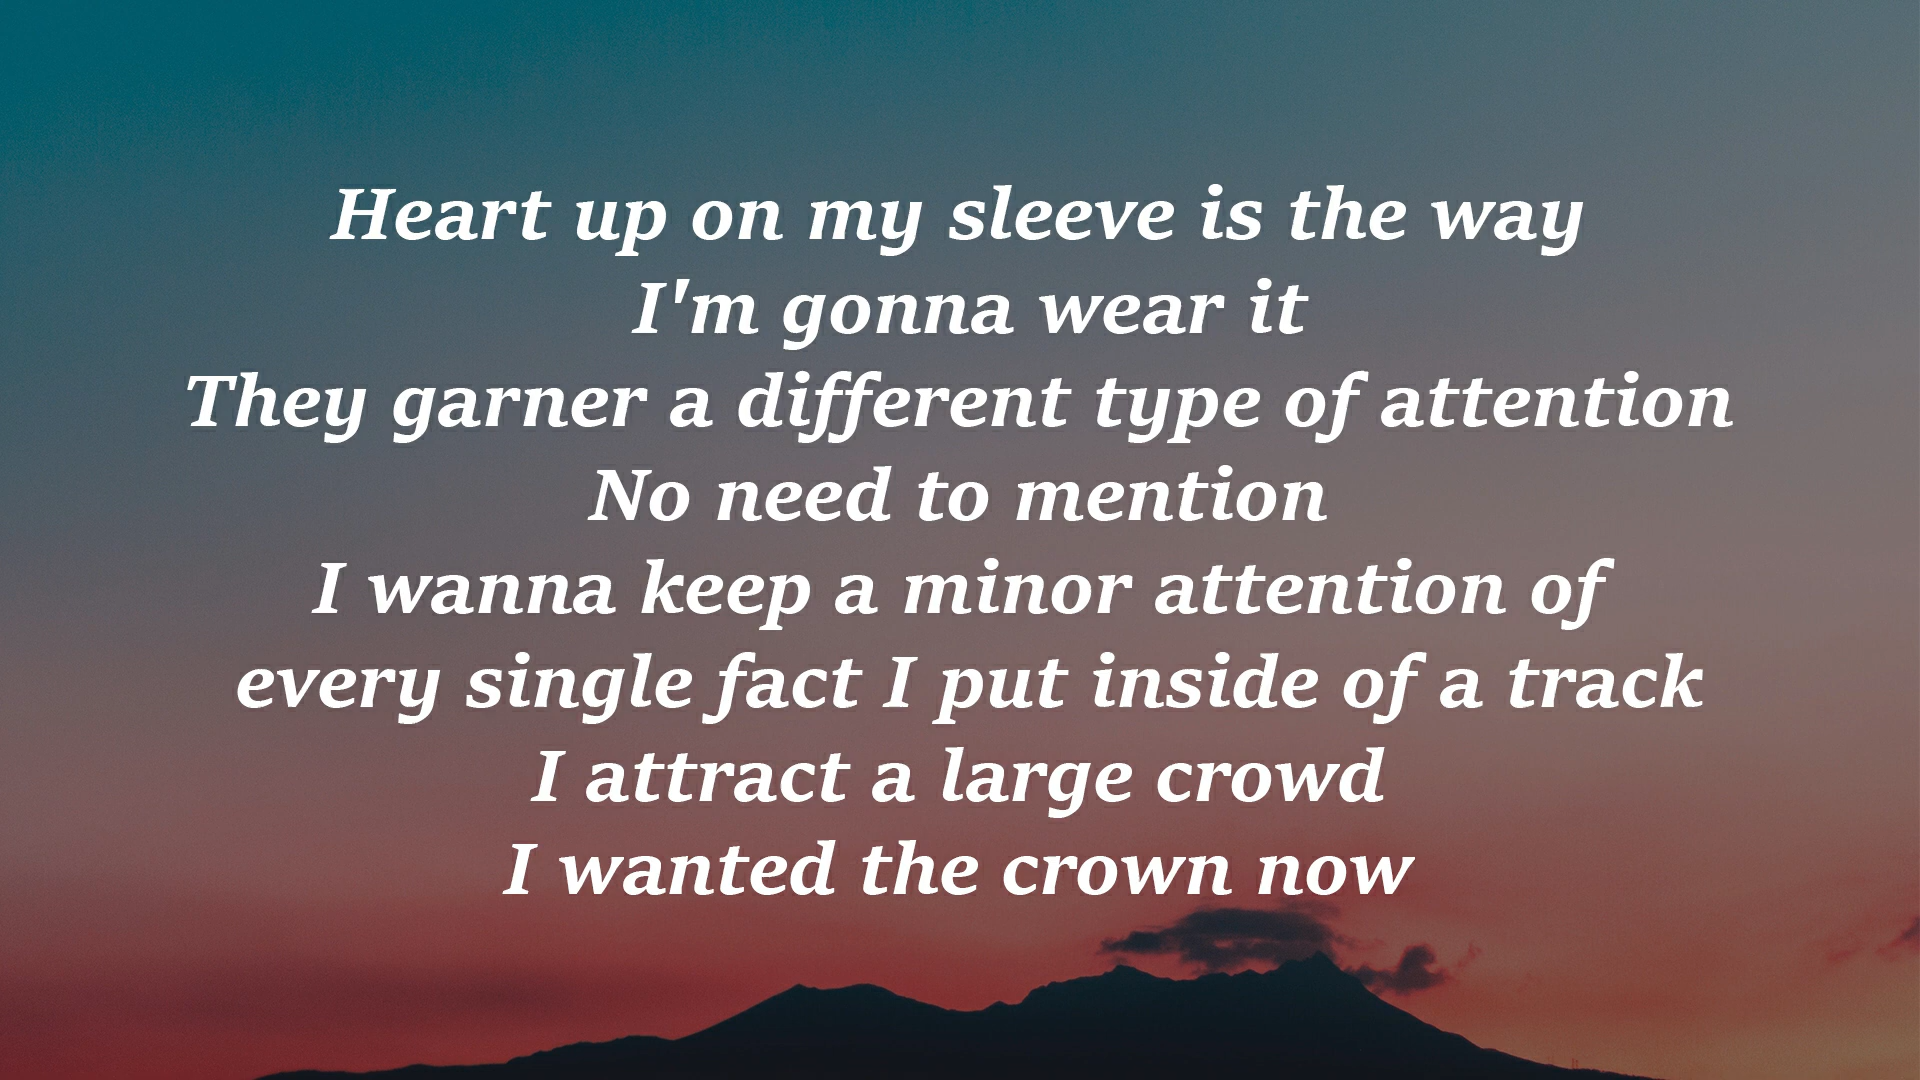 Heart up on my sleeve is the way
I'm gonna wear it
They garner a different type of attention
No need to mention
I wanna keep a minor attention of
every single fact I put inside of a track
I attract a large crowd
I wanted the crown now